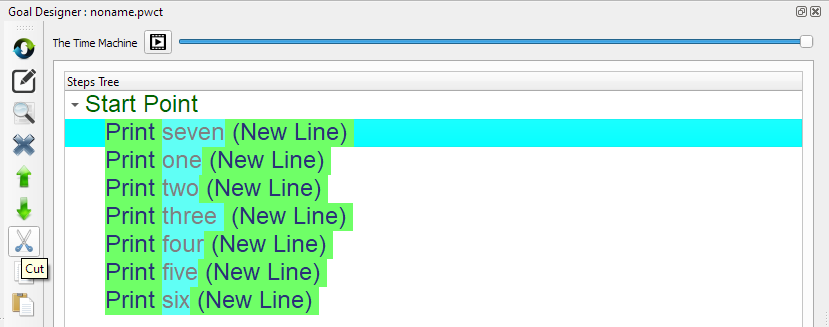 Goal Designer : noname.pwct
The Time Machine
Steps Tree
Start Point
Print seven (New Line)
Print one (New Line)
Print two (New Line)
Print three (New Line)
Print four (New Line)
Print five (New Line)
Print six (New Line)
Cut